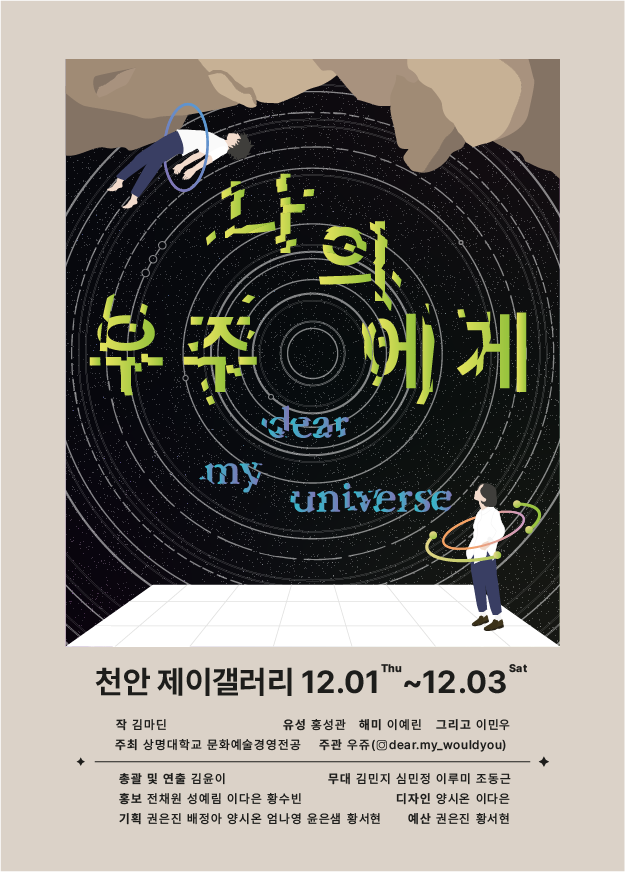 나의
우주에게
dear
my
universe
천안 제이갤러리 12.01Thu~12.03Sat
작 김마딘 유성 홍성관 해미 이예린 그리고 이민우
주최 상명대학교 문화예술경영전공 주관 우쥬(@dear.my_wouldyou)
총괄 및 연출 김윤이 무대 김민지 심민정 이루미 조동근
홍보 전채원 성예림 이다은 황수빈 디자인 양시온 이다은
기획 권은진 배정아 양시온 엄나영 윤은샘 황서현 예산 권은진 황서현